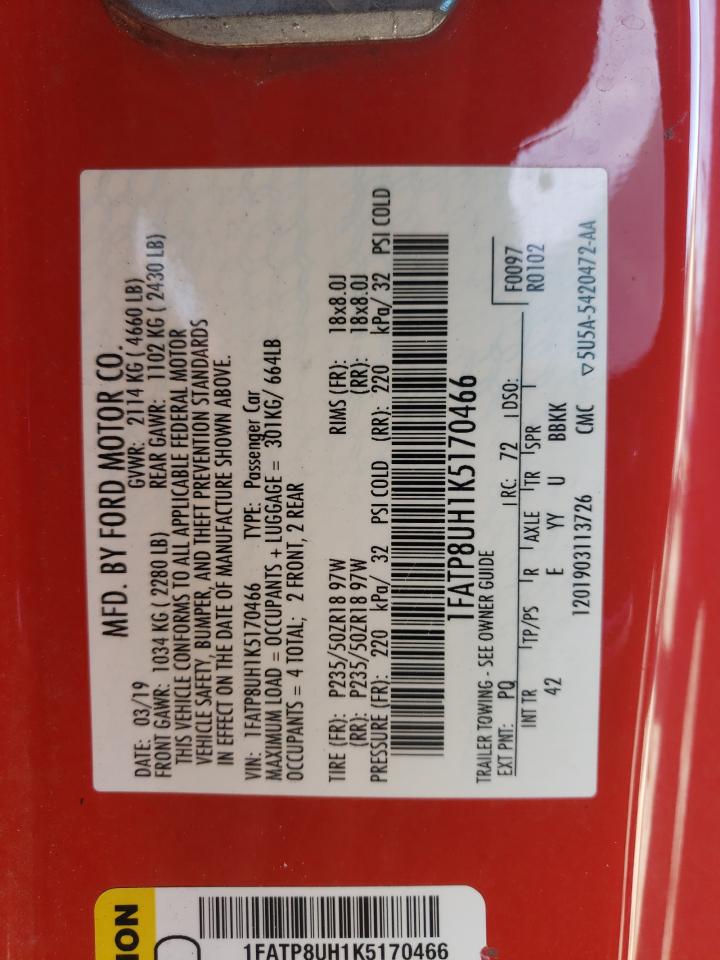 MFD. BY FORD MOTOR CO.
DATE: 03/19 GVWR: 2114 KG ( 4660 LB)
FRONT GAWR: 1034 KG ( 2280 LB) REAR GAWR: 1102 KG ( 2430 LB)
THIS VEHICLE CONFORMS TO ALL APPLICABLE FEDERAL MOTOR
VEHICLE SAFETY, BUMPER, AND THEFT PREVENTION STANDARDS
IN EFFECT ON THE DATE OF MANUFACTURE SHOWN ABOVE.
VIN: 1FATP8UH1K5170466 TYPE: Passenger Car
MAXIMUM LOAD = OCCUPANTS + LUGGAGE = 301KG/ 664LB
OCCUPANTS = 4 TOTAL; 2 FRONT, 2 REAR
TIRE (FR): P235/50ZR18 97W RIMS (FR): 18x8.0J
(RR): P235/50ZR18 97W (RR): 18x8.0J
PRESSURE (FR): 220 kPa/ 32 PSI COLD (RR): 220 kPa/ 32 PSI COLD
1FATP8UH1K5170466
TRAILER TOWING - SEE OWNER GUIDE
EXT PNT: PQ RC: 72 DSO: F0097
R0102
INT TR TP/PS R AXLE TR SPR
42 E YY U BBKK
1201903113726 CMC ▽5U5A-5420472-AA
ION
1FATP8UH1K5170466